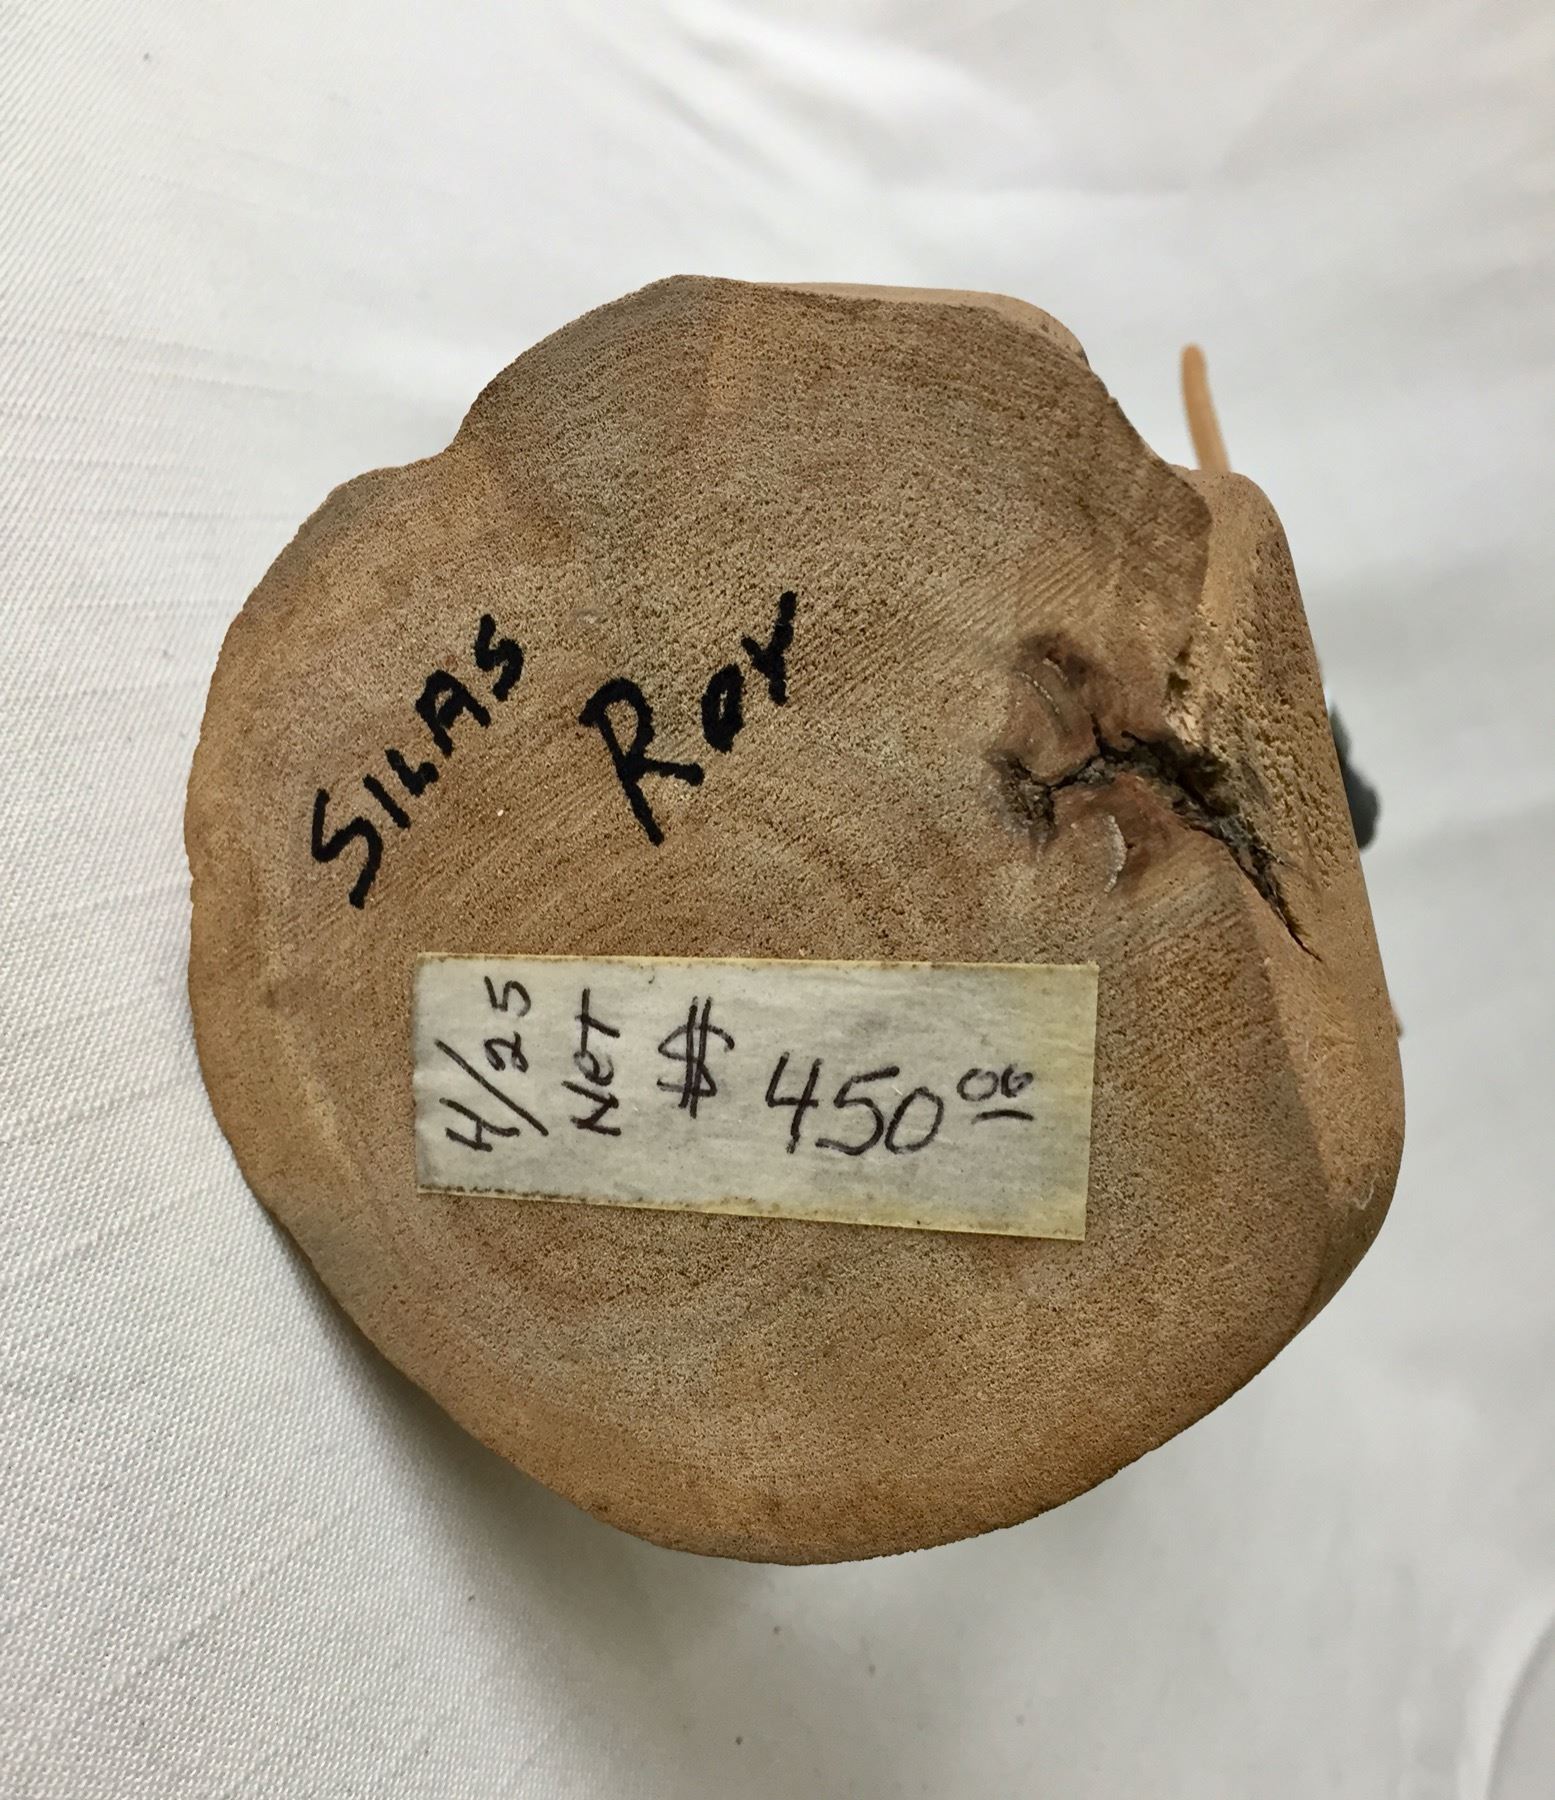 SILAS
Roy
H/25
Net
$ 450 00